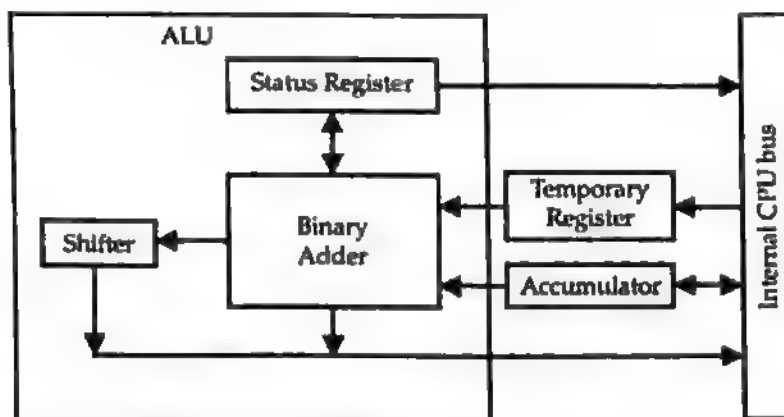 ALU
Status Register
Temporary
Register
Binary
Adder
Shifter
Accumulator
Internal CPU bus